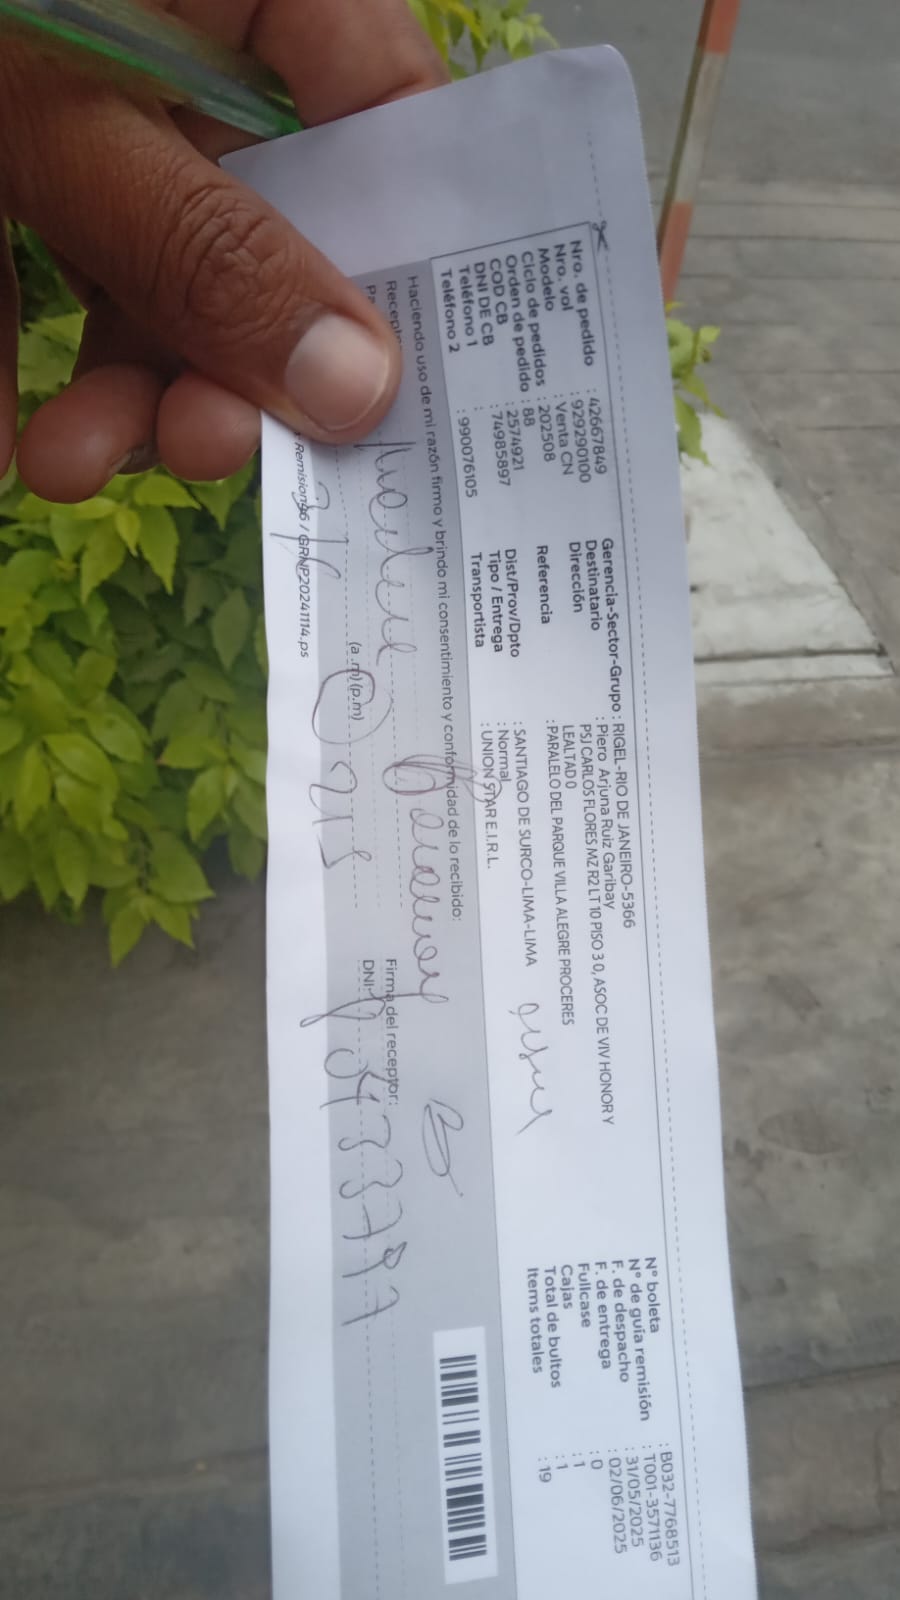 Nro. de pedido : 42667849
Nro. vol : 929290100
Modelo : Venta CN
Ciclo de pedidos : 202508
Orden de pedido : 88
COD CB : 2574921
DNI DE CB : 74985897
Teléfono 1 :
Teléfono 2 : 990076105
Gerencia-Sector-Grupo : RIGEL-RIO DE JANEIRO-5366
Destinatario : Piero Arjuna Ruiz Garibay
Dirección PSJ CARLOS FLORES MZ R2 LT 10 PISO 3 0, ASOC DE VIV HONOR Y
LEALTAD 0
Referencia : PARALELO DEL PARQUE VILLA ALEGRE PROCERES
Dist/Prov/Dpto : SANTIAGO DE SURCO-LIMA-LIMA
Tipo / Entrega : Normal
Transportista : UNION STAR E.I.R.L.
N° boleta : B032-7768513
N° de guía remisión : T001-3571136
F. de despacho : 31/05/2025
F. de entrega : 02/06/2025
Fullcase : 0
Cajas : 1
Total de bultos : 1
Items totales : 19
Haciendo uso de mi razón firmo y brindo mi consentimiento y conformidad de lo recibido:
Firma del receptor:
(a .m) (p.m)
DNI:
Remision46 / GRNP20241114.ps